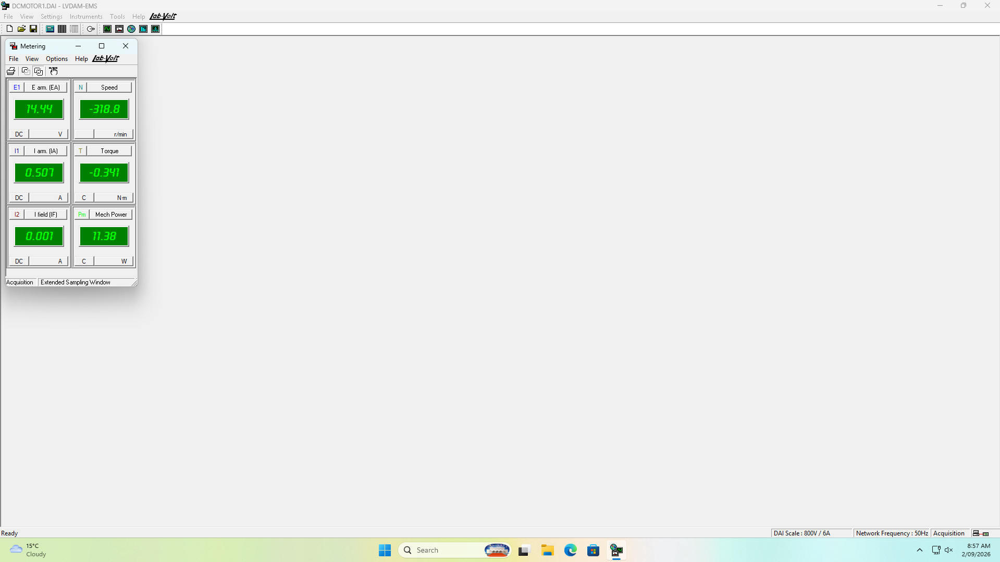 DCMOTOR1.DAI - LVDAM-EMS
File View Settings Instruments Tools Help Lab-Volt
Metering
File View Options Help Lab-Volt
E1 E arm. (EA)
14.44
DC V
N Speed
-318.8
r/min
I1 I arm. (IA)
0.507
DC A
T Torque
-0.341
C N·m
I2 I field (IF)
0.001
DC A
Pm Mech Power
11.38
C W
Acquisition Extended Sampling Window
Ready
DAI Scale : 800V / 6A
Network Frequency : 50Hz
Acquisition
15°C
Cloudy
Search
8:57 AM
2/09/2026